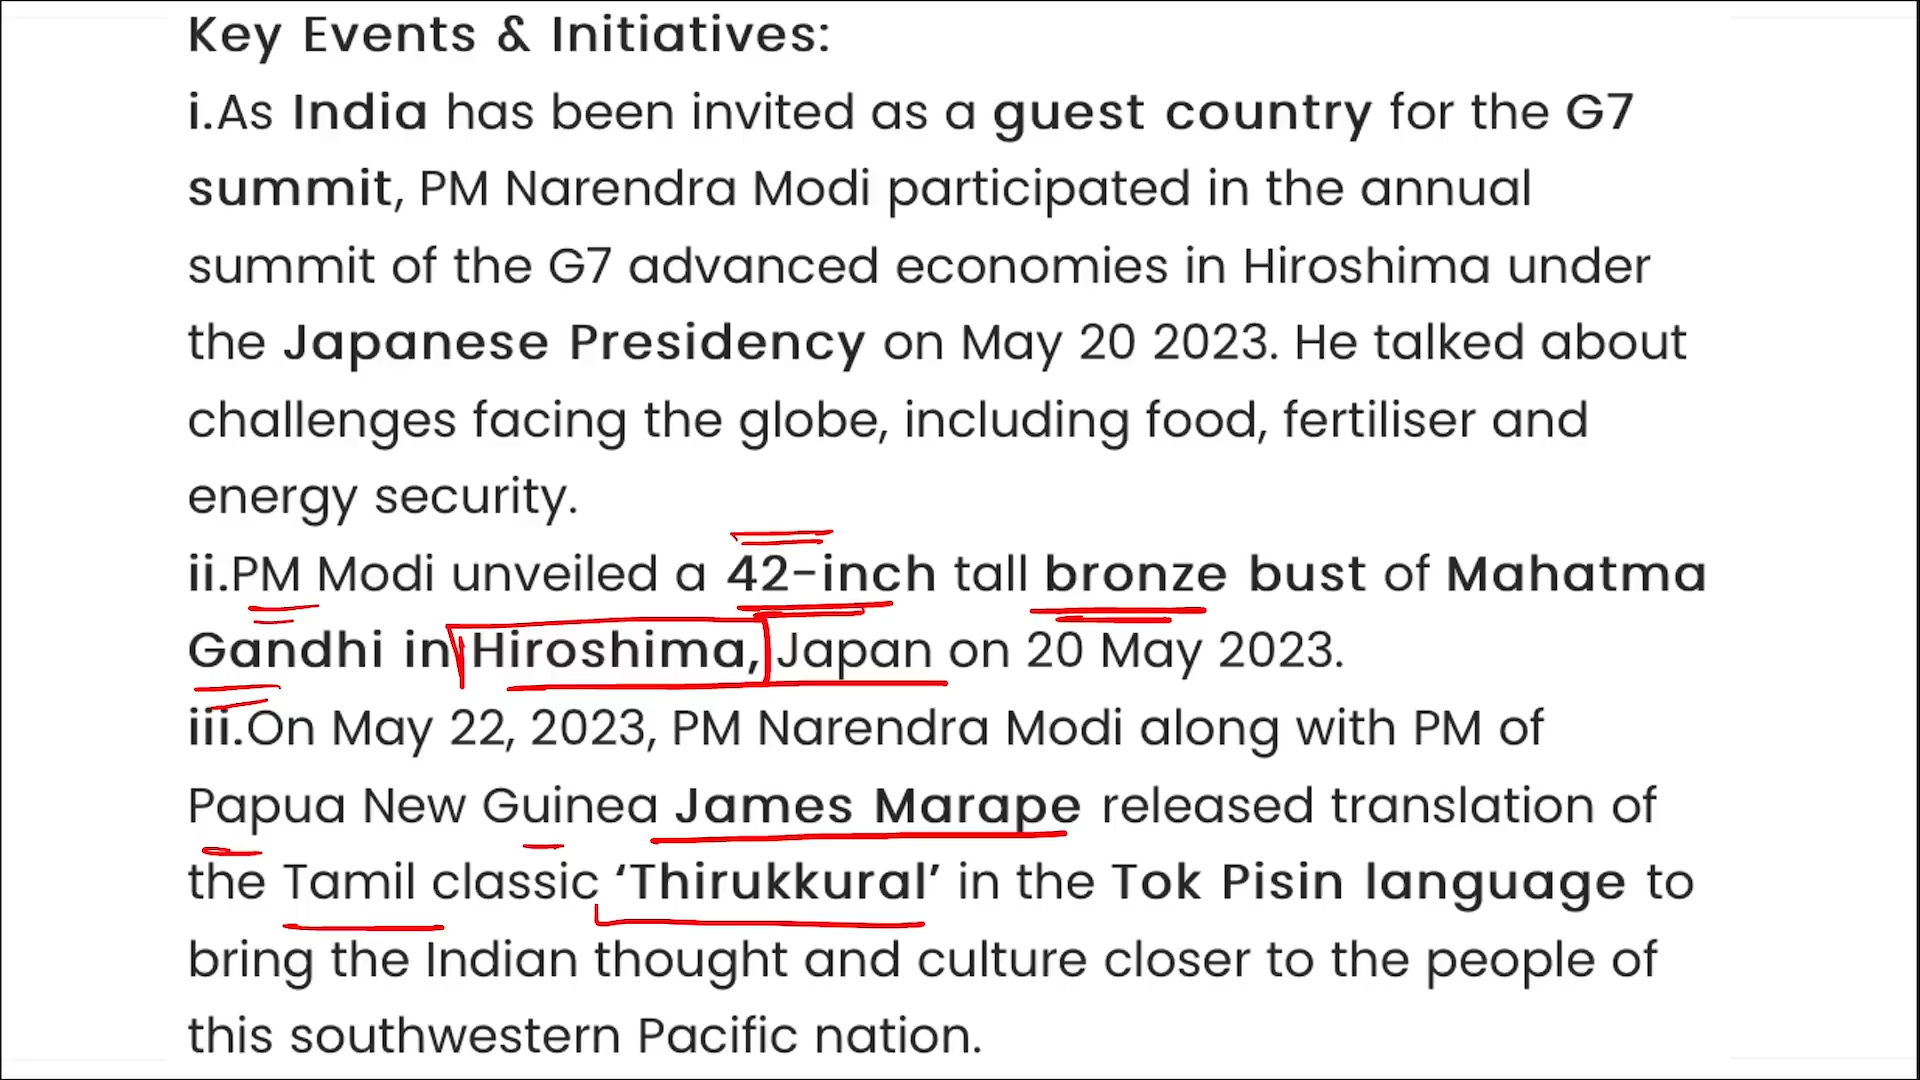 Key Events & Initiatives:
i.As India has been invited as a guest country for the G7
summit, PM Narendra Modi participated in the annual
summit of the G7 advanced economies in Hiroshima under
the Japanese Presidency on May 20 2023. He talked about
challenges facing the globe, including food, fertiliser and
energy security.
ii.PM Modi unveiled a 42-inch tall bronze bust of Mahatma
Gandhi in Hiroshima, Japan on 20 May 2023.
iii.On May 22, 2023, PM Narendra Modi along with PM of
Papua New Guinea James Marape released translation of
the Tamil classic ‘Thirukkural’ in the Tok Pisin language to
bring the Indian thought and culture closer to the people of
this southwestern Pacific nation.